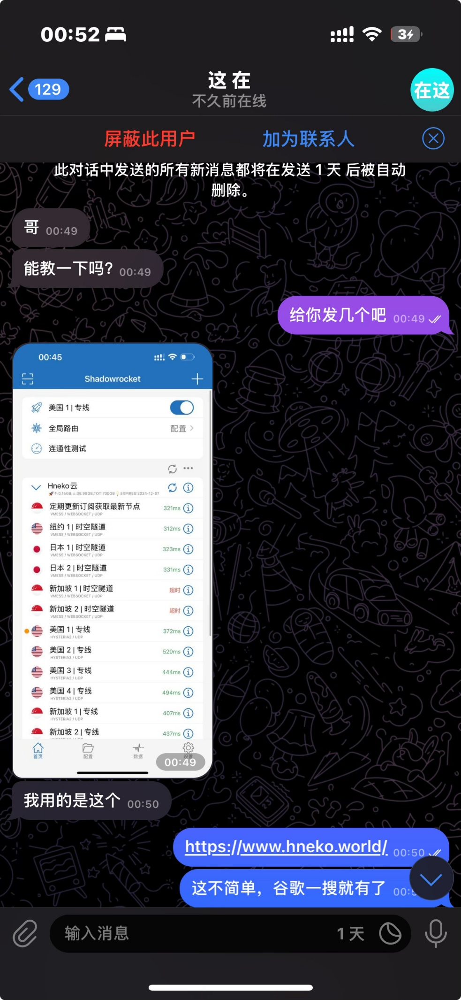 00:52
3
129
这 在
不久前在线
在这
屏蔽此用户
加为联系人
此对话中发送的所有新消息都将在发送 1 天 后被自动
删除。
哥 00:49
能教一下吗? 00:49
给你发几个吧 00:49
00:45
Shadowrocket
美国 1 | 专线
全局路由 配置
连通性测试
Hneko云
🚀↑:0.15GB,↓:38.98GB,TOT:700GB💡EXPIRES:2024-12-07
定期更新订阅获取最新节点 321ms
VMESS / WEBSOCKET / UDP
纽约 1 | 时空隧道 312ms
VMESS / WEBSOCKET / UDP
日本 1 | 时空隧道 323ms
VMESS / WEBSOCKET / UDP
日本 2 | 时空隧道 331ms
VMESS / WEBSOCKET / UDP
新加坡 1 | 时空隧道 超时
VMESS / WEBSOCKET / UDP
新加坡 2 | 时空隧道 超时
VMESS / WEBSOCKET / UDP
美国 1 | 专线 372ms
HYSTERIA2 / UDP
美国 2 | 专线 520ms
HYSTERIA2 / UDP
美国 3 | 专线 444ms
HYSTERIA2 / UDP
美国 4 | 专线 494ms
HYSTERIA2 / UDP
新加坡 1 | 专线 407ms
HYSTERIA2 / UDP
新加坡 2 | 专线 437ms
首页 配置 数据
00:49
我用的是这个 00:50
https://www.hneko.world/ 00:50
这不简单，谷歌一搜就有了
输入消息 1 天